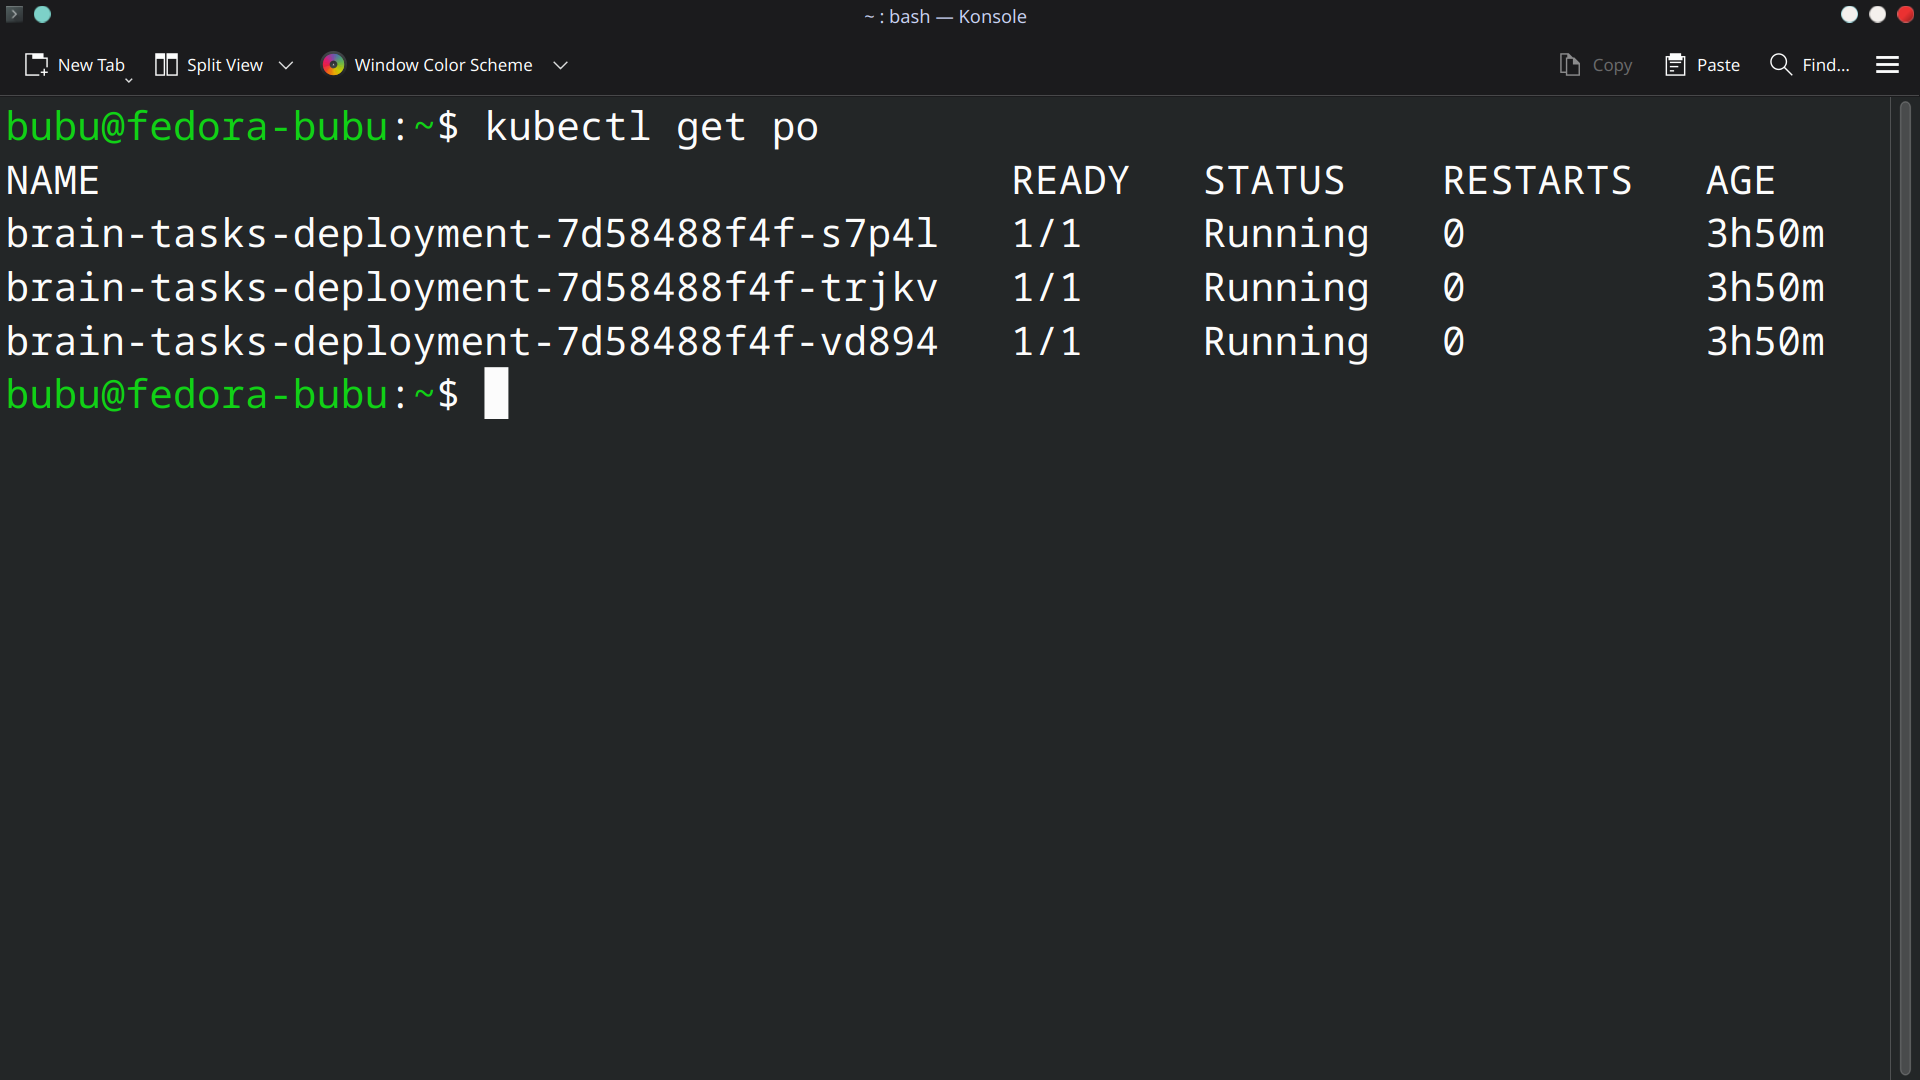 ~ : bash — Konsole
New Tab Split View Window Color Scheme Copy Paste Find...
bubu@fedora-bubu:~$ kubectl get po
NAME READY STATUS RESTARTS AGE
brain-tasks-deployment-7d58488f4f-s7p4l 1/1 Running 0 3h50m
brain-tasks-deployment-7d58488f4f-trjkv 1/1 Running 0 3h50m
brain-tasks-deployment-7d58488f4f-vd894 1/1 Running 0 3h50m
bubu@fedora-bubu:~$